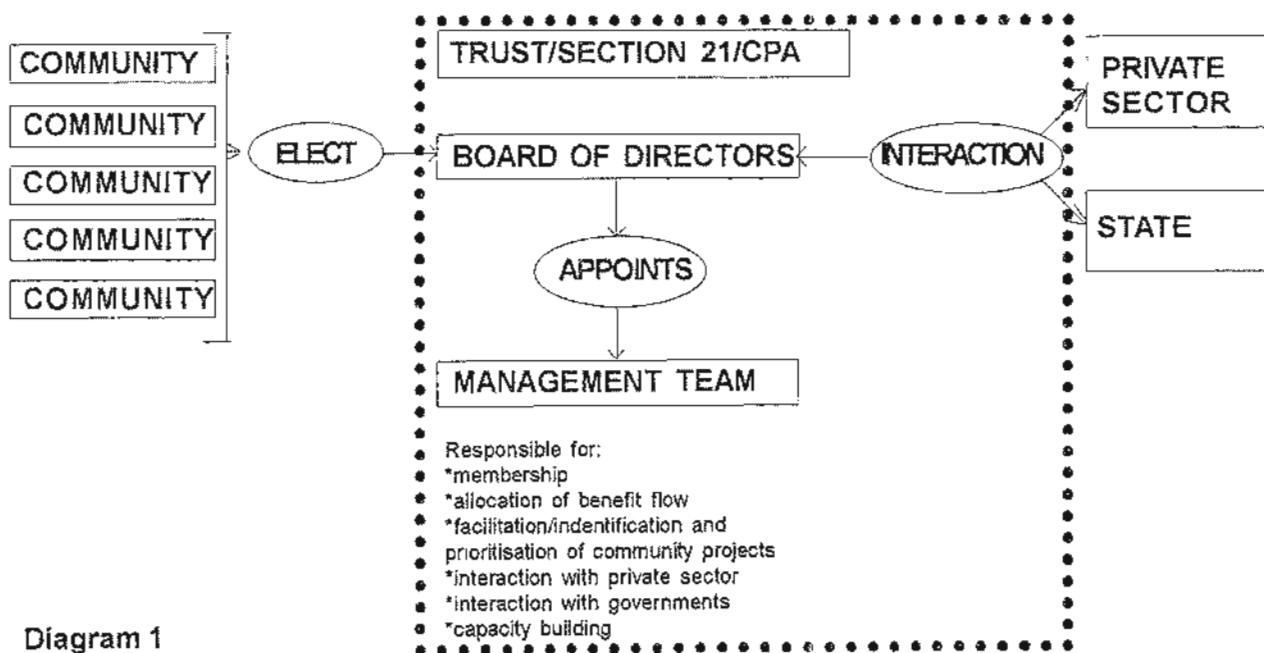 COMMUNITY
COMMUNITY
COMMUNITY
COMMUNITY
COMMUNITY
ELECT
TRUST/SECTION 21/CPA
BOARD OF DIRECTORS
APPOINTS
MANAGEMENT TEAM
Responsible for:
*membership
*allocation of benefit flow
*facilitation/indentification and
prioritisation of community projects
*interaction with private sector
*interaction with governments
*capacity building
INTERACTION
PRIVATE
SECTOR
STATE
Diagram 1